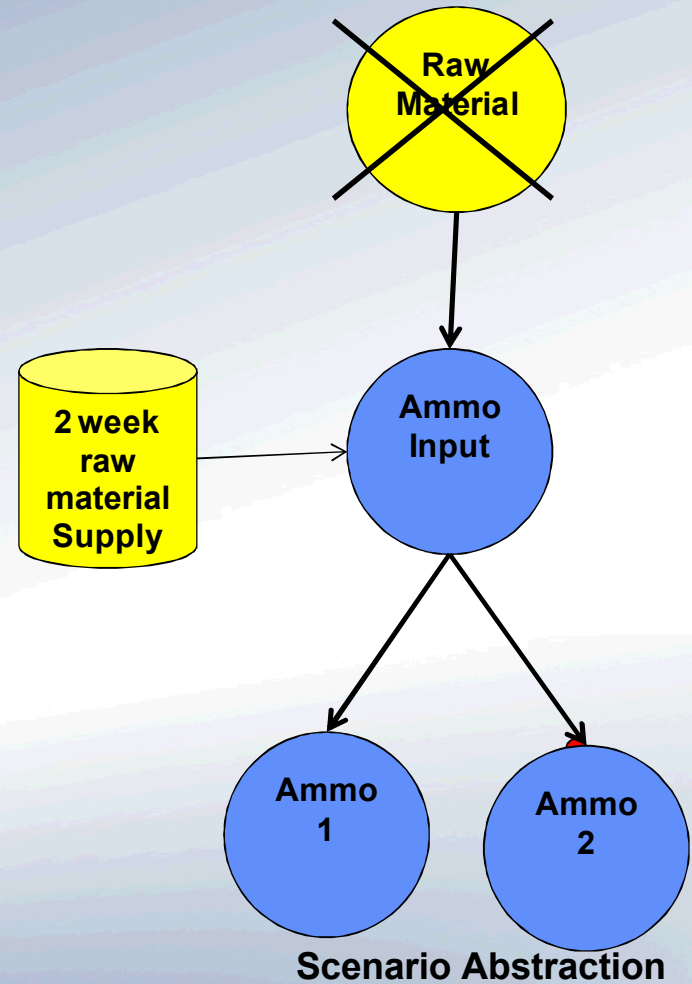 Raw
Material
Ammo
Input
2 week
raw
material
Supply
Ammo
1
Ammo
2
Scenario Abstraction